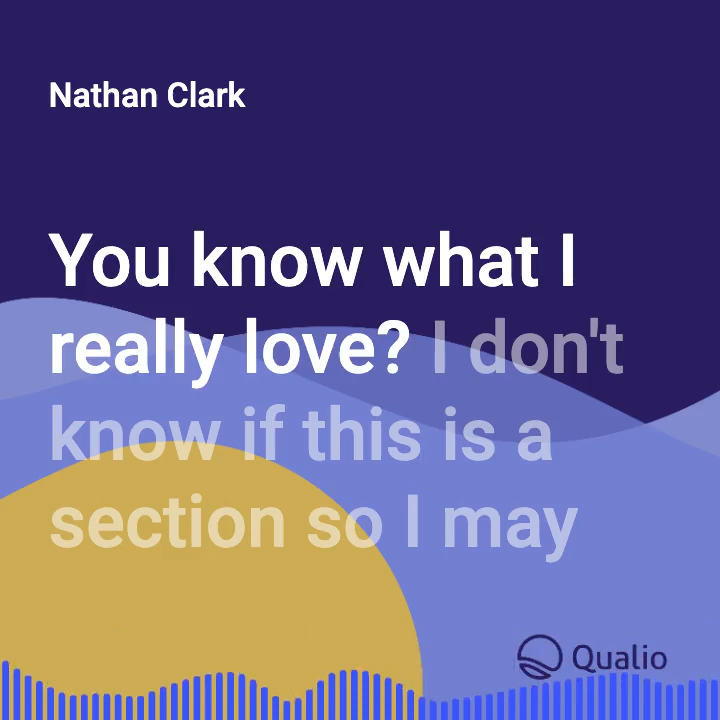 Nathan Clark
You know what I
really love? I don't
know if this is a
section so I may
Qualio